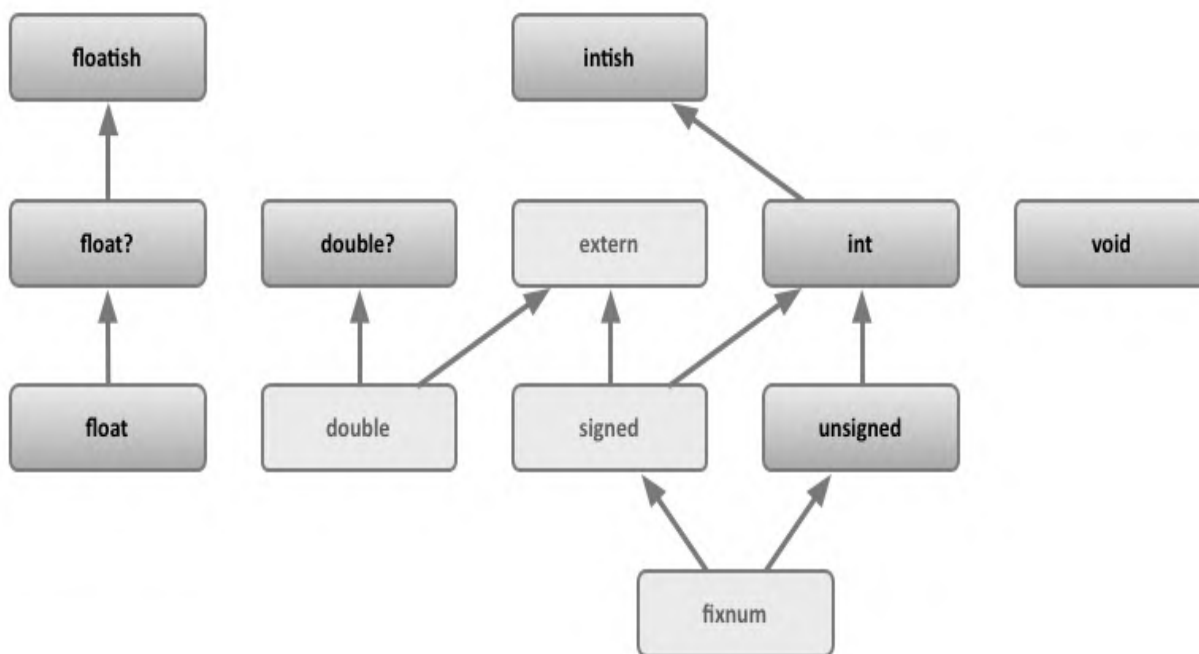 floatish
intish
float?
double?
extern
int
void
float
double
signed
unsigned
fixnum